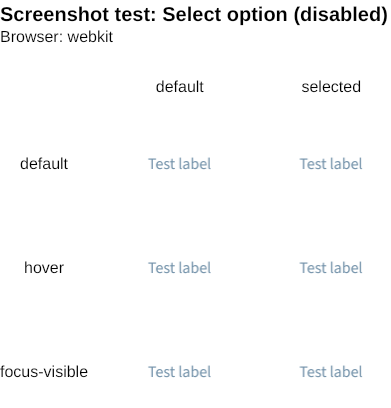 Screenshot test: Select option (disabled)
Browser: webkit
default selected
default Test label Test label
hover Test label Test label
focus-visible Test label Test label